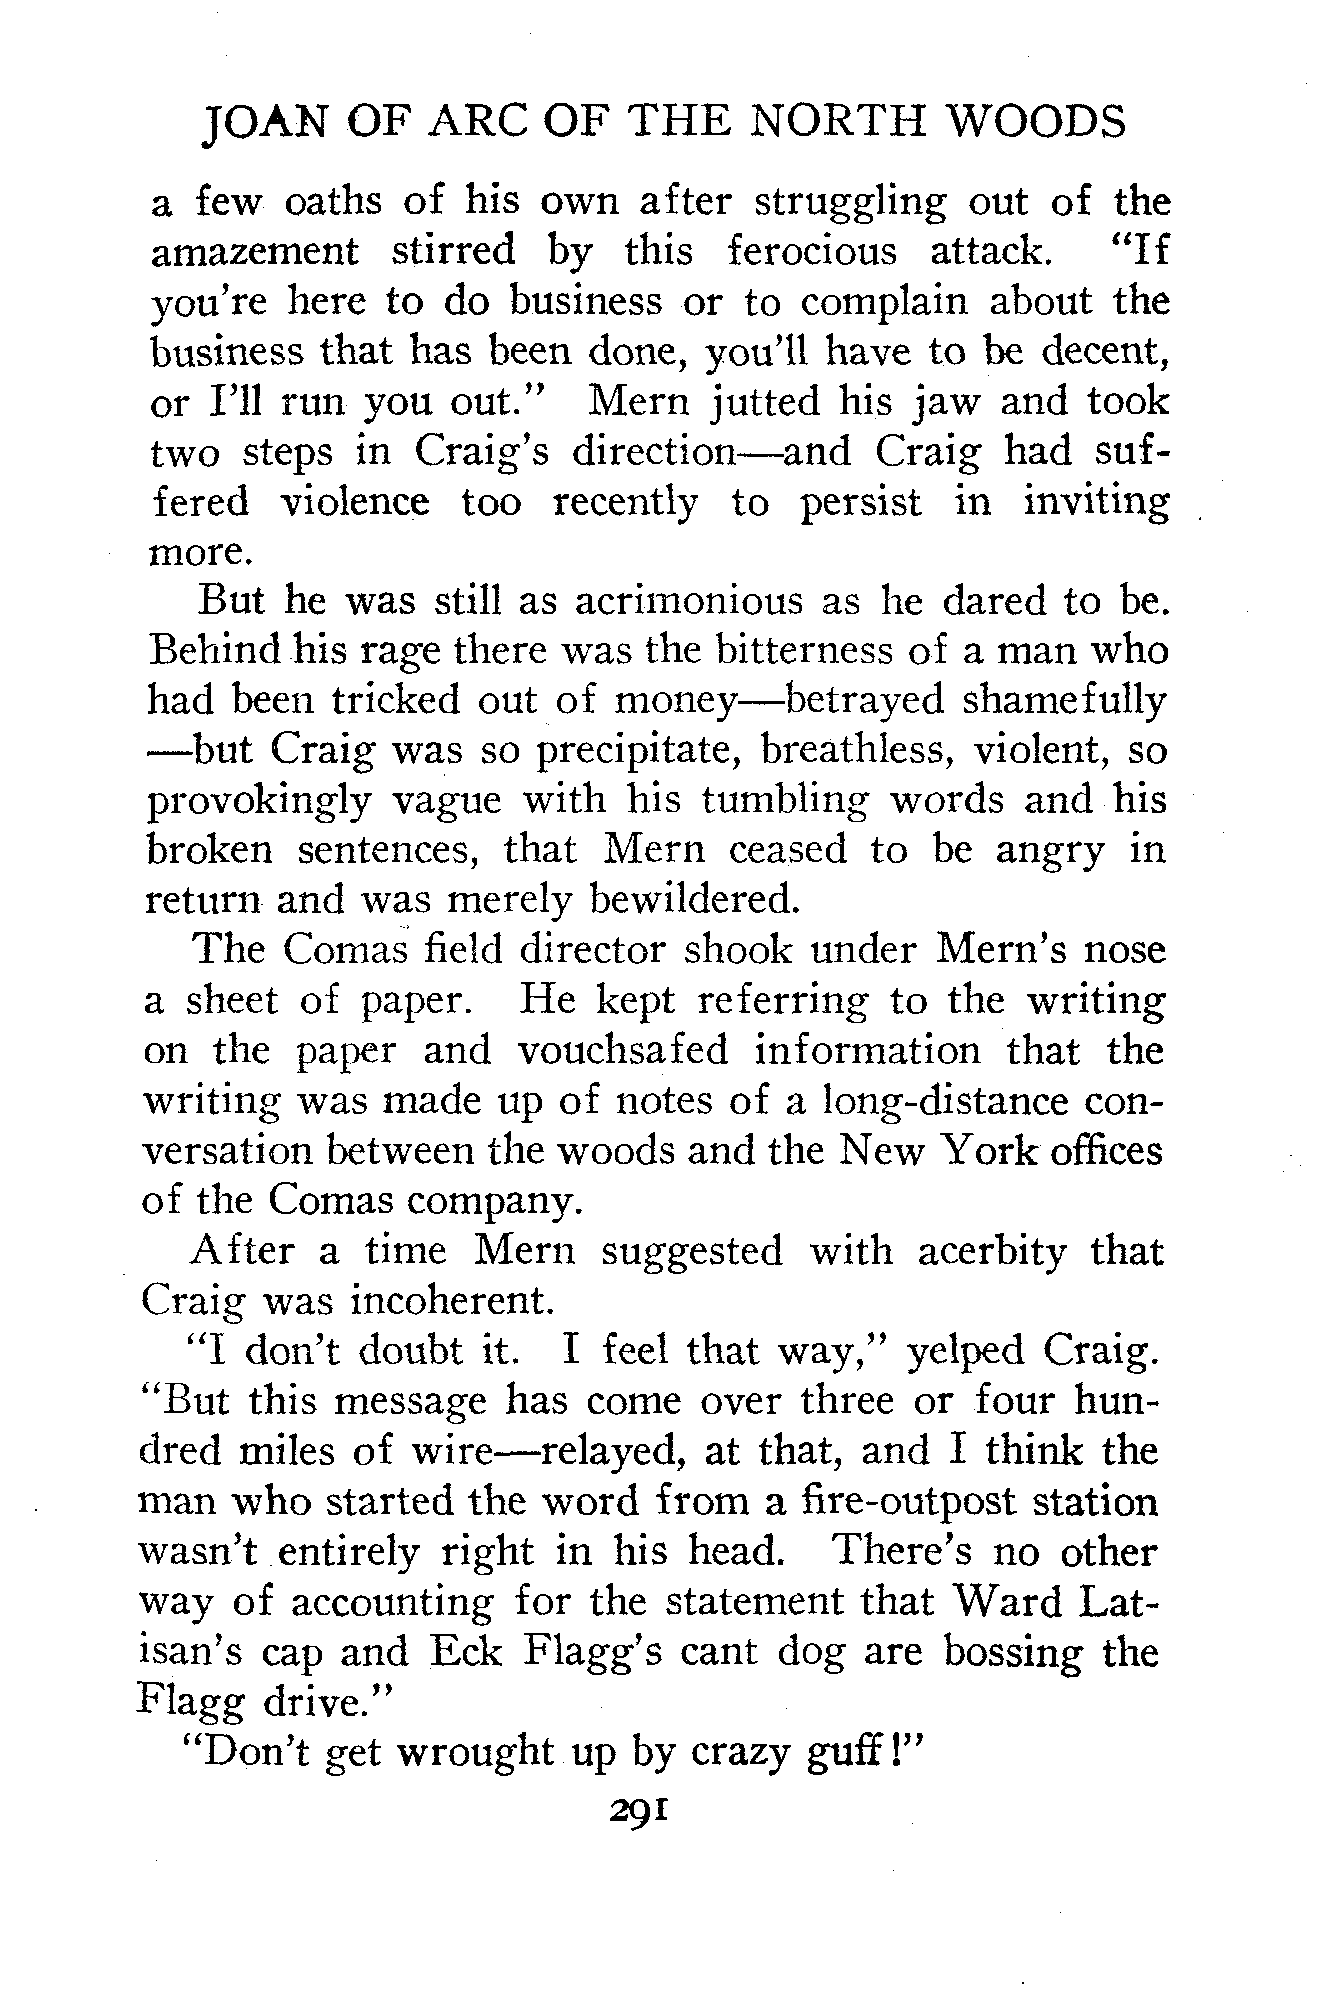 JOAN OF ARC OF THE NORTH WOODS
a few oaths of his own after struggling out of the
amazement stirred by this ferocious attack. “If
you’re here to do business or to complain about the
business that has been done, you’ll have to be decent,
or I’ll run you out.” Mern jutted his jaw and took
two steps in Craig’s direction—and Craig had suf-
fered violence too recently to persist in inviting
more.
But he was still as acrimonious as he dared to be.
Behind his rage there was the bitterness of a man who
had been tricked out of money—betrayed shamefully
—but Craig was so precipitate, breathless, violent, so
provokingly vague with his tumbling words and his
broken sentences, that Mern ceased to be angry in
return and was merely bewildered.
The Comas field director shook under Mern’s nose
a sheet of paper. He kept referring to the writing
on the paper and vouchsafed information that the
writing was made up of notes of a long-distance con-
versation between the woods and the New York offices
of the Comas company.
After a time Mern suggested with acerbity that
Craig was incoherent.
“I don’t doubt it. I feel that way,” yelped Craig.
“But this message has come over three or four hun-
dred miles of wire—relayed, at that, and I think the
man who started the word from a fire-outpost station
wasn’t entirely right in his head. There’s no other
way of accounting for the statement that Ward Lat-
isan’s cap and Eck Flagg’s cant dog are bossing the
Flagg drive.”
“Don’t get wrought up by crazy guff!”
291